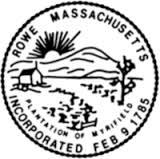 ROWE MASSACHUSETTS
PLANTATION OF MYRIFIELD
INCORPORATED FEB 9, 1785